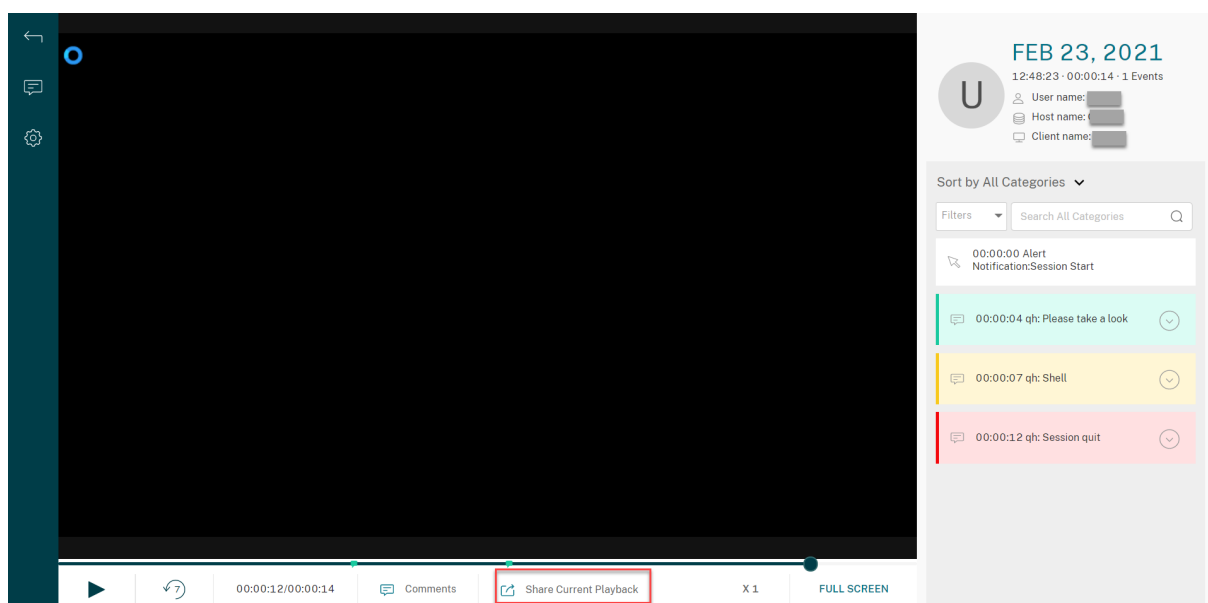 FEB 23, 2021
12:48:23 · 00:00:14 · 1 Events
U
User name:
Host name:
Client name:
Sort by All Categories
Filters
Search All Categories
00:00:00 Alert
Notification:Session Start
00:00:04 qh: Please take a look
00:00:07 qh: Shell
00:00:12 qh: Session quit
7
00:00:12/00:00:14
Comments
Share Current Playback
X 1
FULL SCREEN